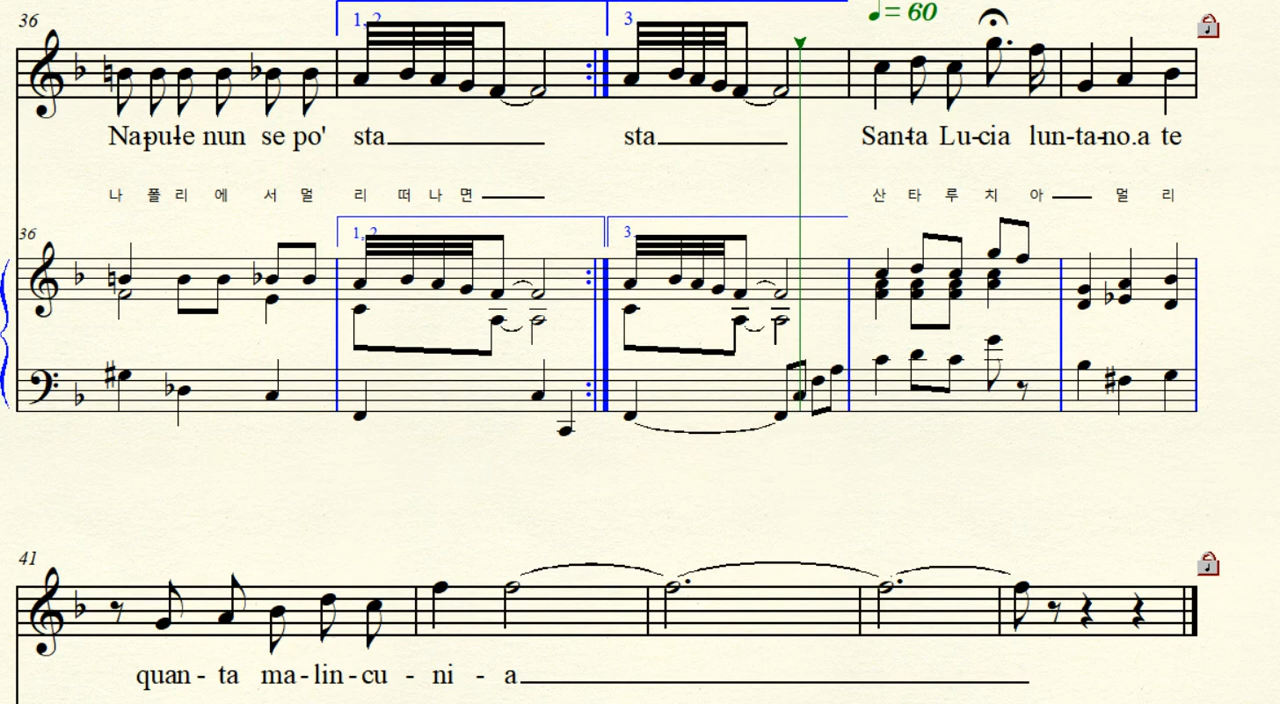 ♩= 60
36
1, 2
3
Na-pu-le nun se po' sta sta San-ta Lu-cia lun-ta-no.a te
나 폴 리 에 서 멀 리 떠 나 면 산 타 루 치 아 멀 리
36
1, 2
3
41
quan - ta ma - lin - cu - ni - a